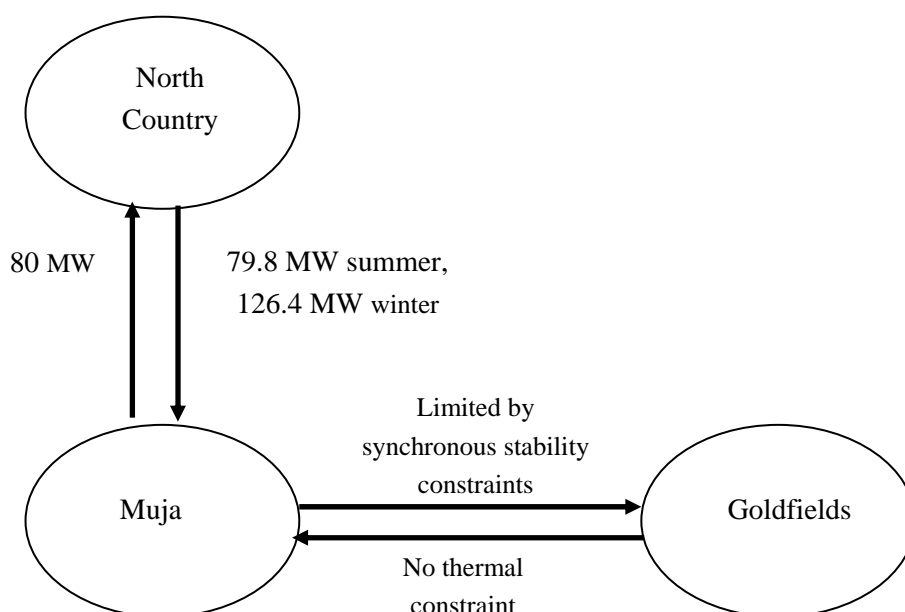 North
Country
80 MW
79.8 MW summer,
126.4 MW winter
Limited by
synchronous stability
constraints
Muja
Goldfields
No thermal
constraint